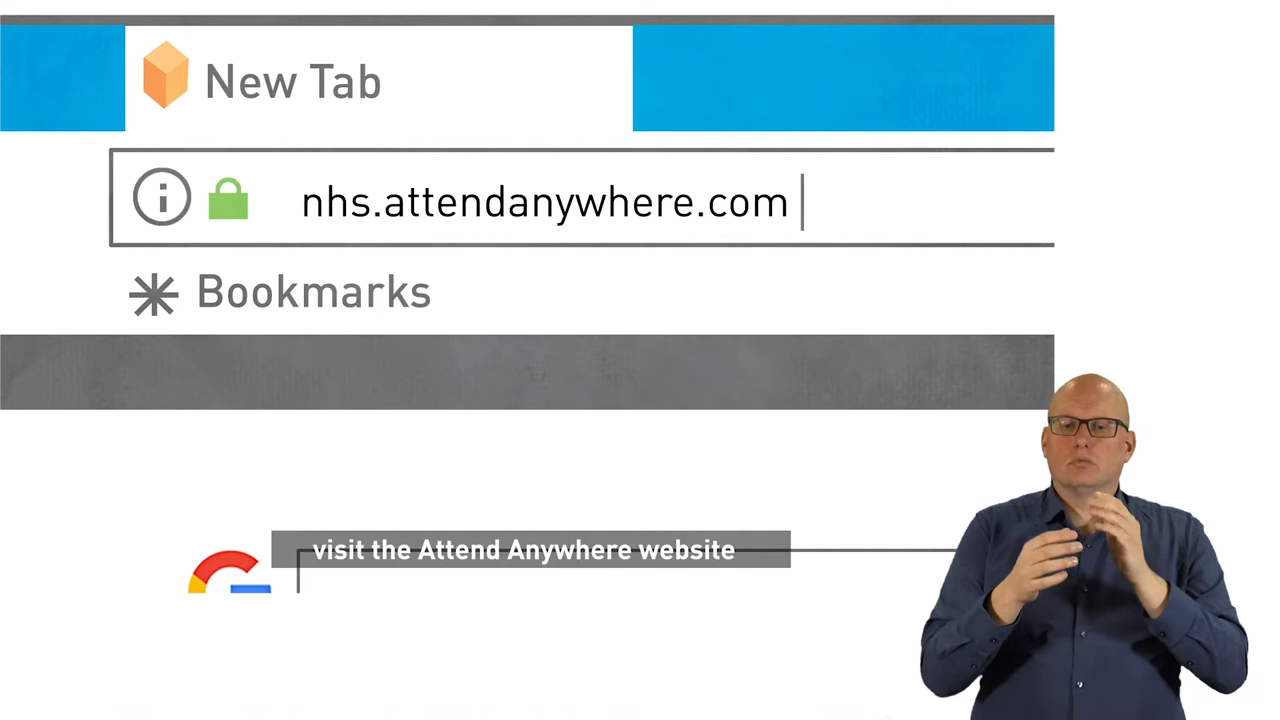 New Tab
nhs.attendanywhere.com
Bookmarks
visit the Attend Anywhere website